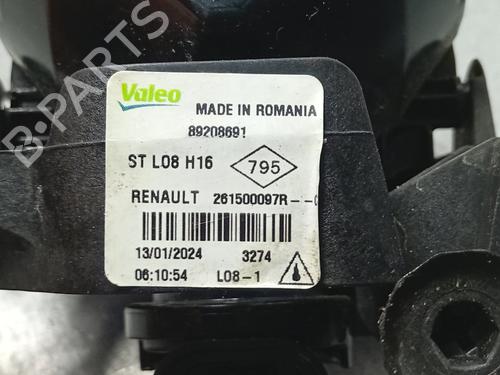 B-PARTS
Valeo
MADE IN ROMANIA
89208691
ST L08 H16
795
RENAULT 261500097R--
13/01/2024 3274
06:10:54 L08-1